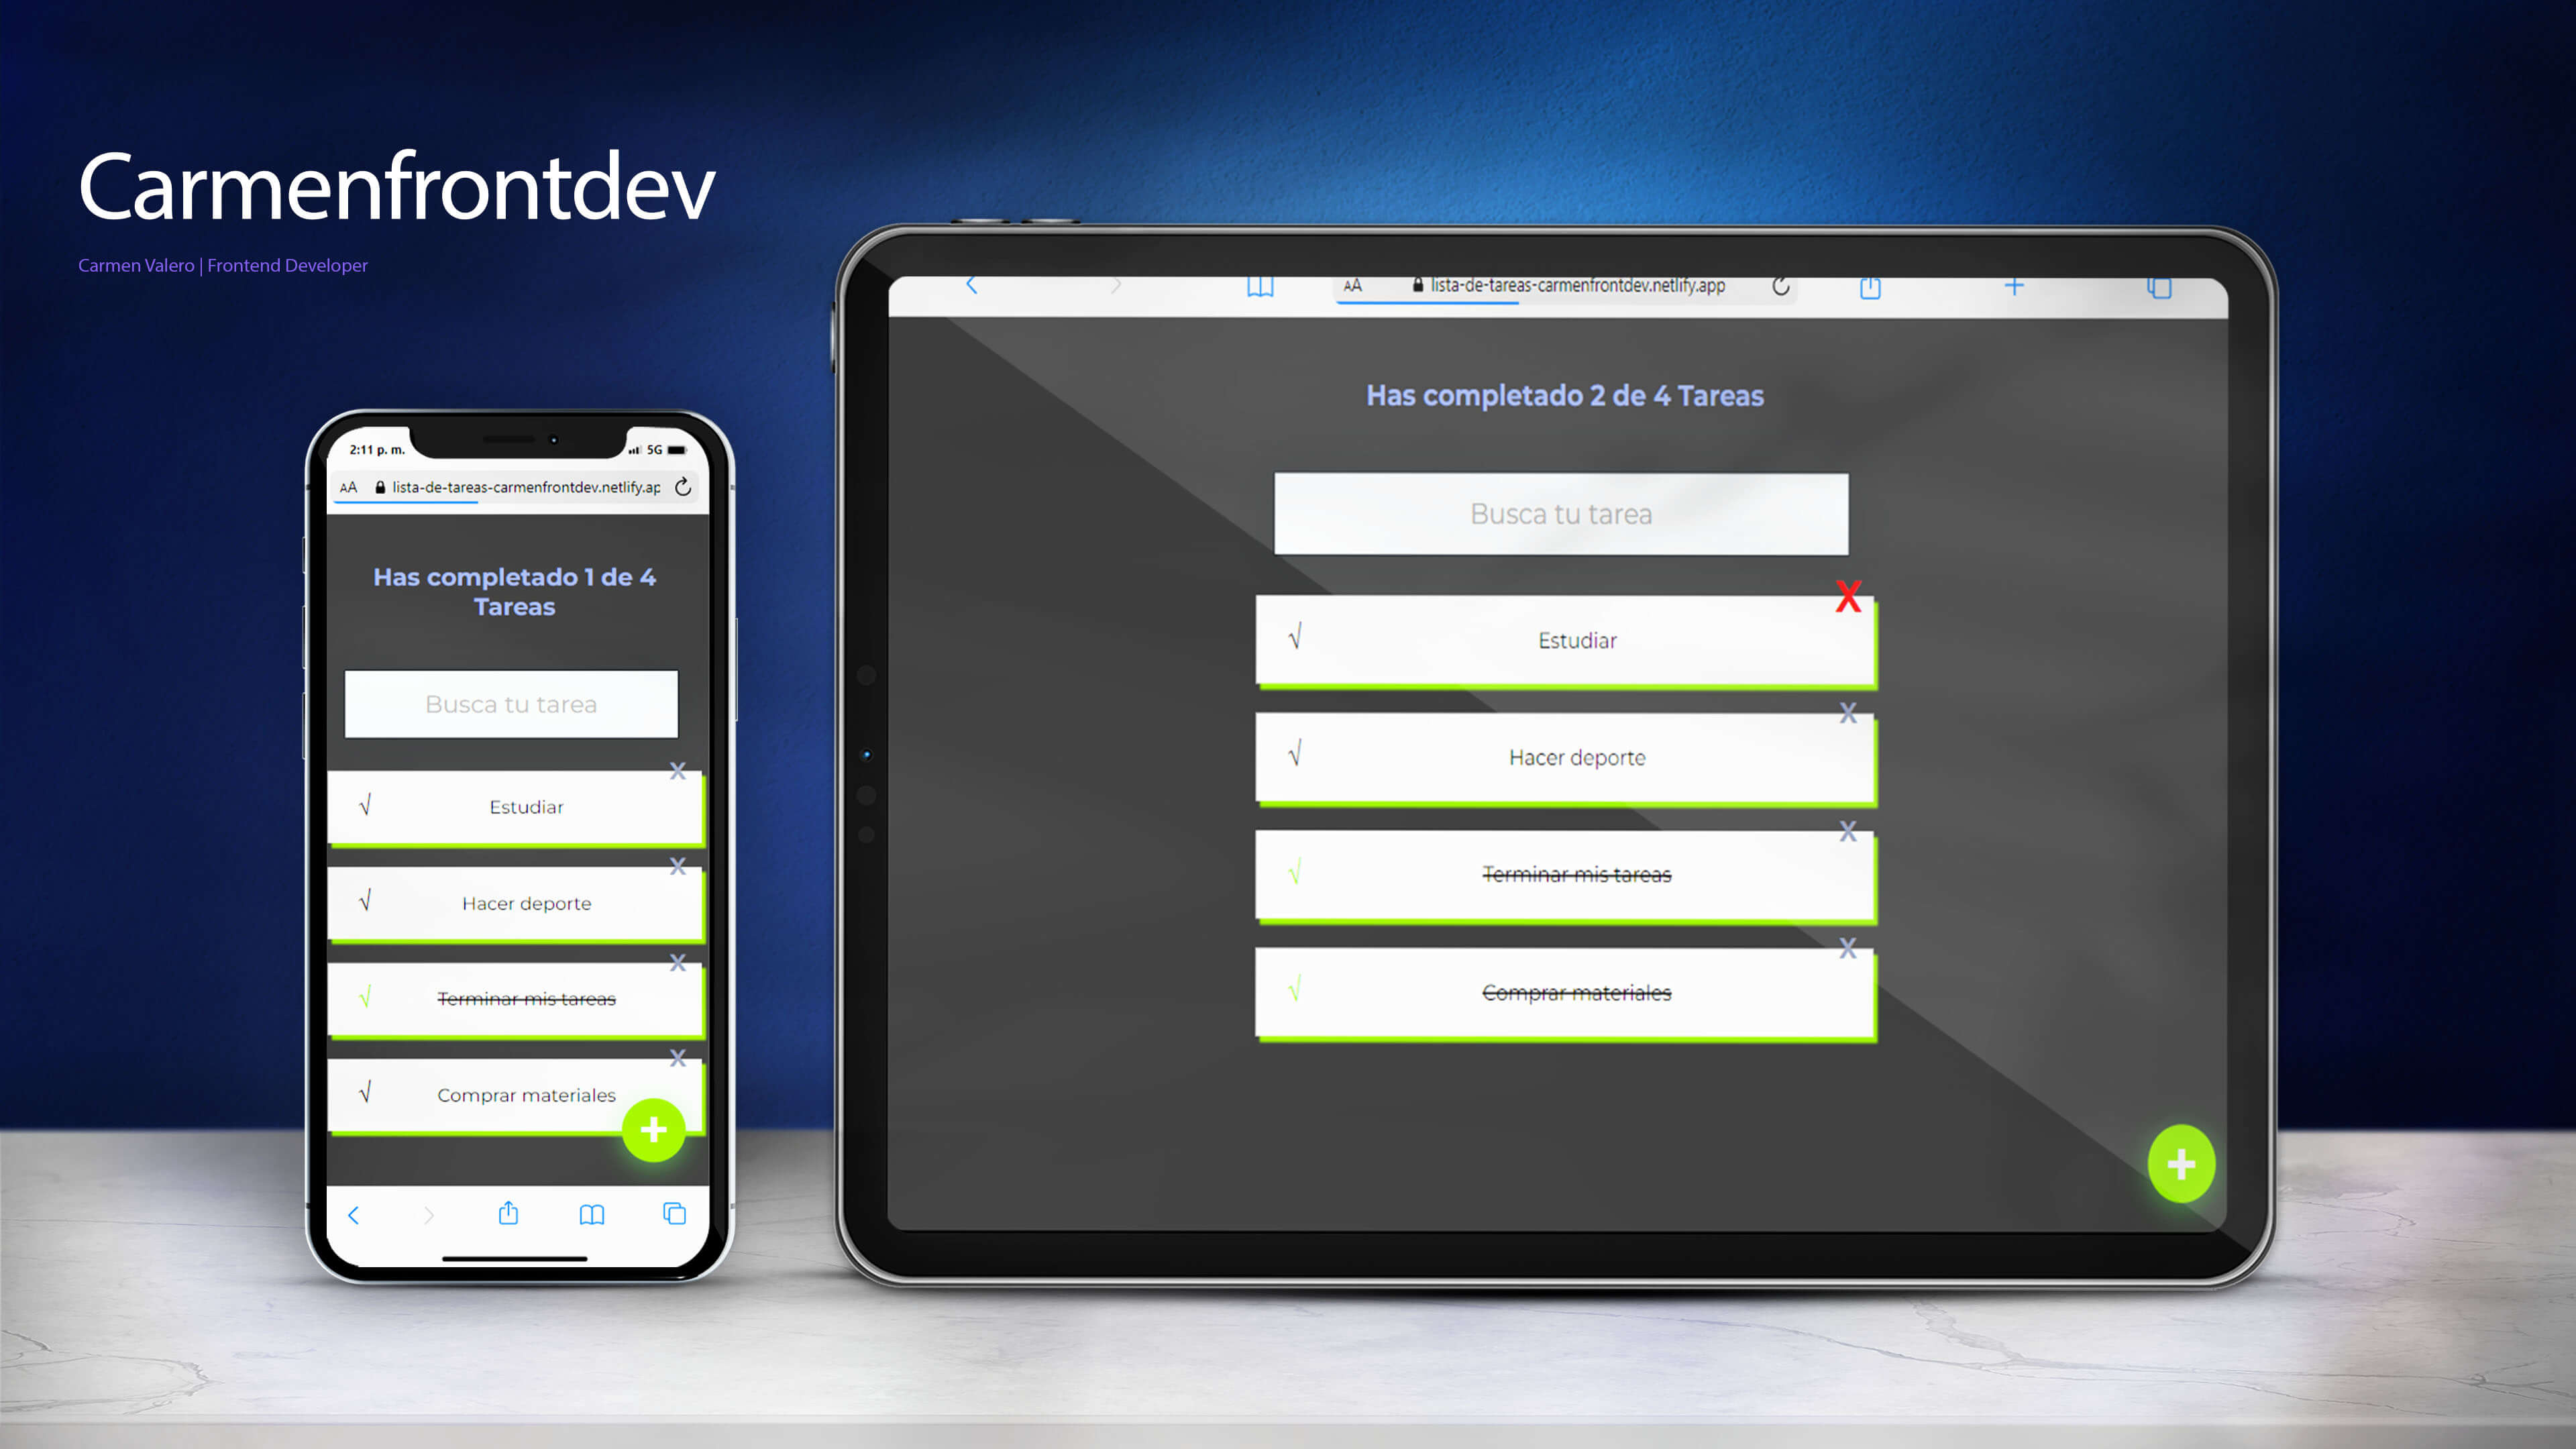 Carmenfrontdev
Carmen Valero | Frontend Developer
2:11 p. m.
5G
AA lista-de-tareas-carmenfrontdev.netlify.ap
Has completado 1 de 4
Tareas
Busca tu tarea
X
√ Estudiar
X
√ Hacer deporte
X
√ Terminar mis tareas
X
√ Comprar materiales
+
AA lista-de-tareas-carmenfrontdev.netlify.app
Has completado 2 de 4 Tareas
Busca tu tarea
X
√ Estudiar
X
√ Hacer deporte
X
√ Terminar mis tareas
X
√ Comprar materiales
+